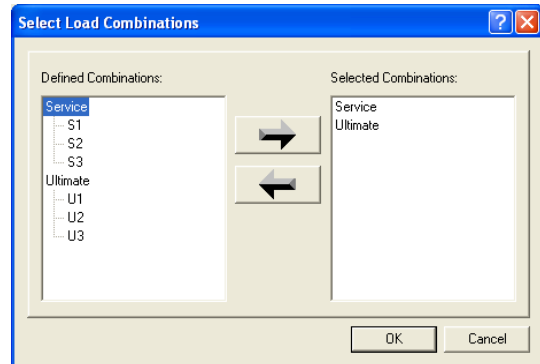 Select Load Combinations
Defined Combinations:
Service
S1
S2
S3
Ultimate
U1
U2
U3
Selected Combinations:
Service
Ultimate
OK
Cancel